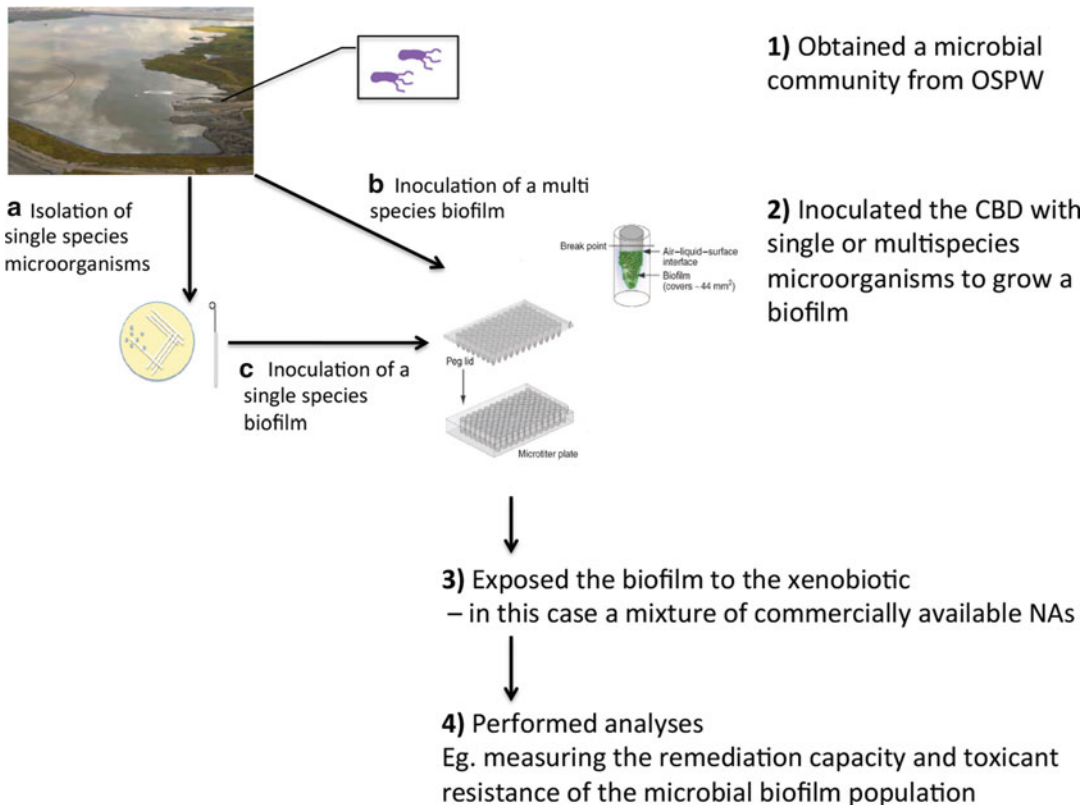 1) Obtained a microbial
community from OSPW
a Isolation of
single species
microorganisms
b Inoculation of a multi
species biofilm
Break point
Air–liquid–surface
interface
Biofilm
(covers ~44 mm²)
2) Inoculated the CBD with
single or multispecies
microorganisms to grow a
biofilm
c Inoculation of a
single species
biofilm
Peg lid
Microtiter plate
3) Exposed the biofilm to the xenobiotic
– in this case a mixture of commercially available NAs
4) Performed analyses
Eg. measuring the remediation capacity and toxicant
resistance of the microbial biofilm population